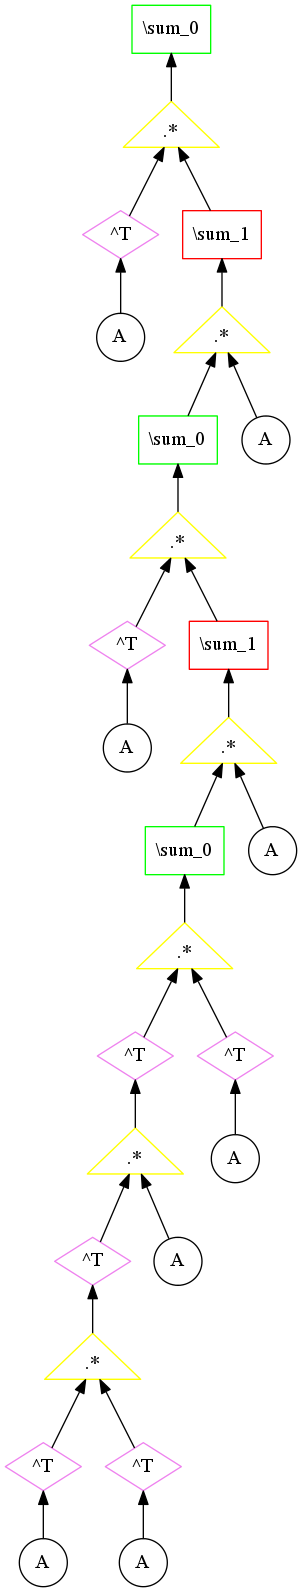 \sum_0
.*
^T \sum_1
A .*
\sum_0 A
.*
^T \sum_1
A .*
\sum_0 A
.*
^T ^T
.* A
^T A
.*
^T ^T
A A